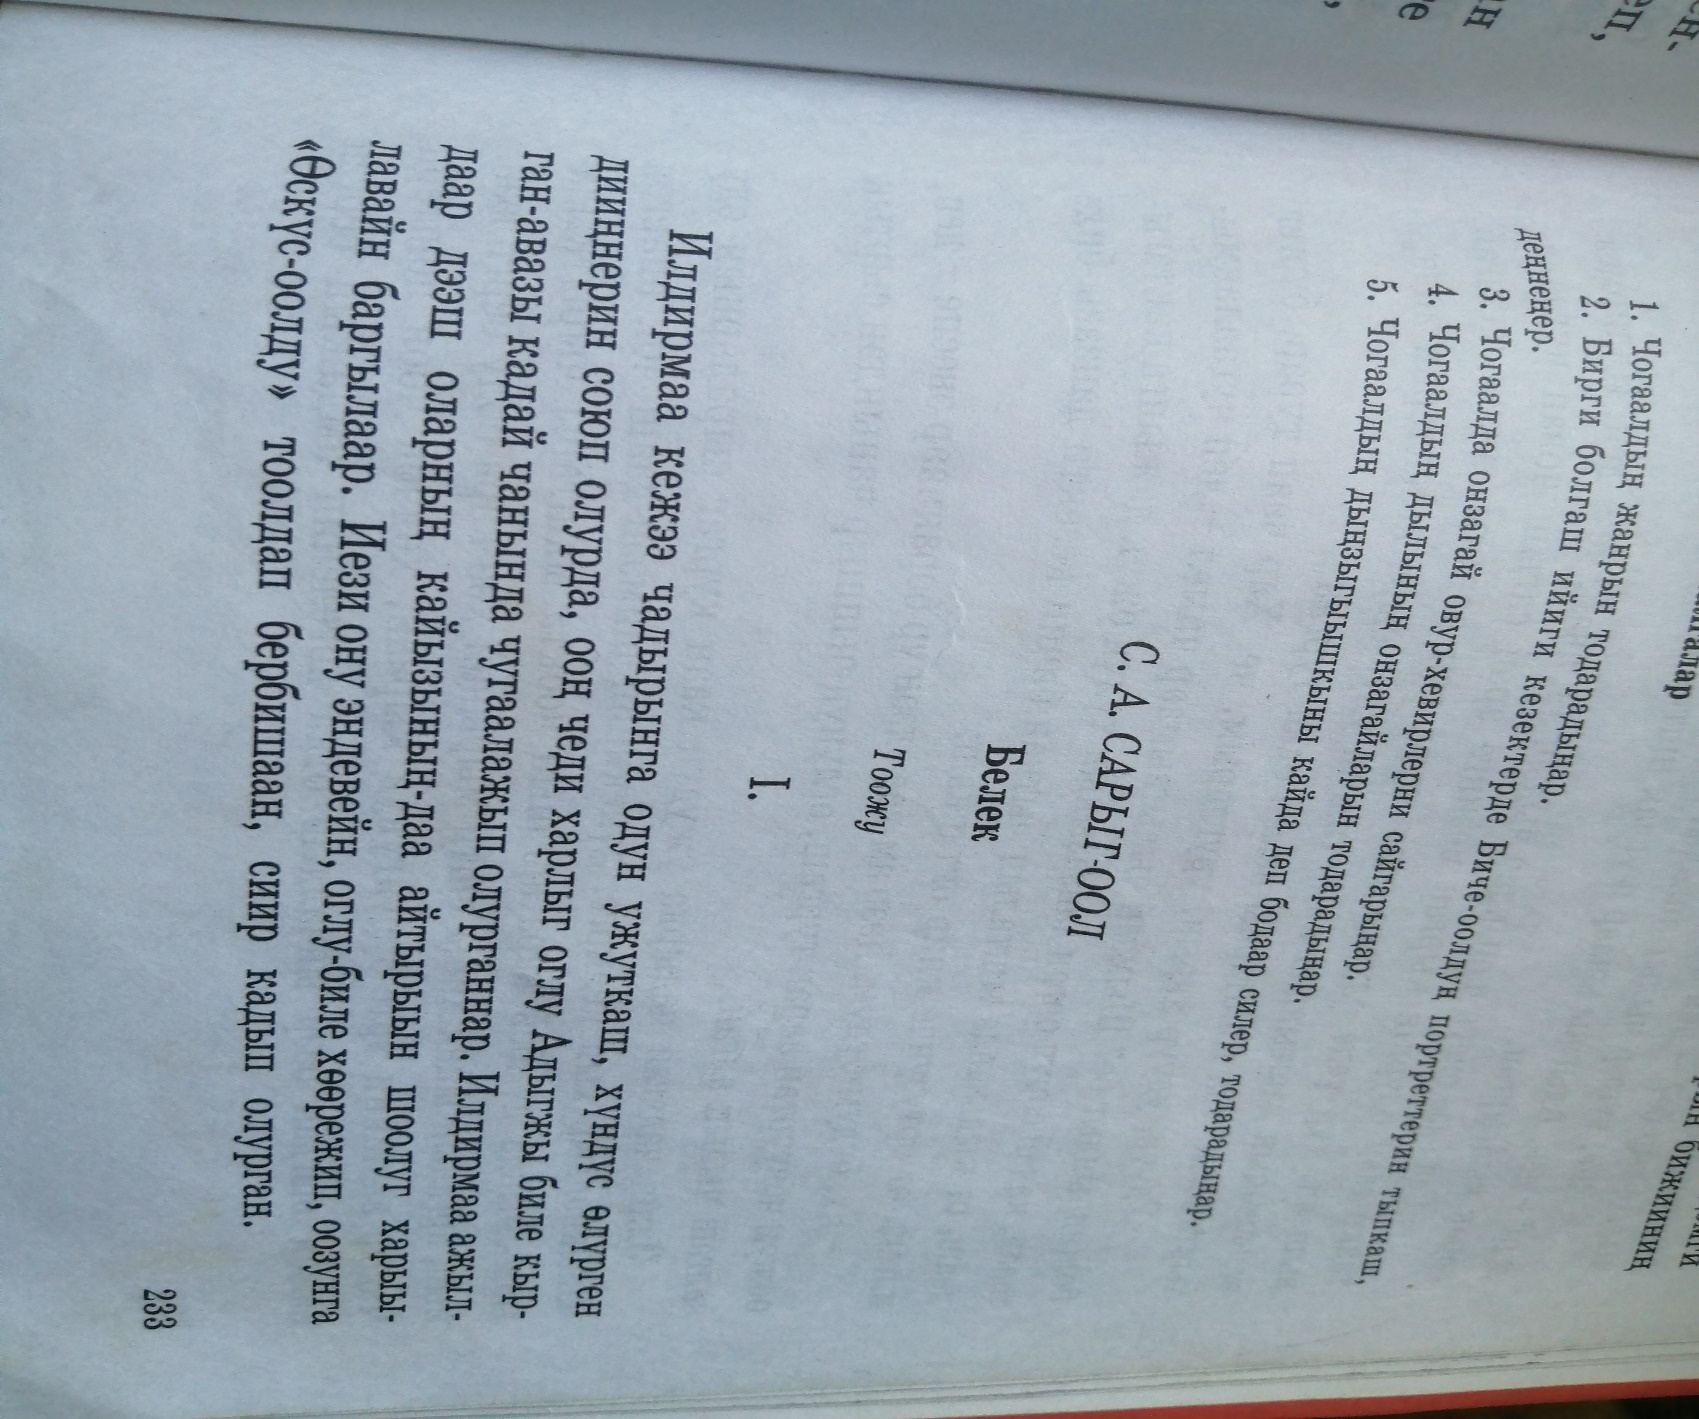 бижииниң
1. Чогаалдың жанрын тодарадыңар.
2. Бирги болгаш ийиги кезектерде Биче-оолдуң портреттерин тыпкаш,
деңнеңер.
3. Чогаалда онзагай овур-хевирлерни сайгарыңар.
4. Чогаалдың дылының онзагайларын тодарадыңар.
5. Чогаалдың дыңзыгыышкыны кайда деп бодаар силер, тодарадыңар.
С. А. САРЫГ-ООЛ
Белек
Тоожу
I.
Илдирмаа кежээ чадырынга одун ужуткаш, хүндүс өлүрген
дииңнерин союп олурда, ооң чеди харлыг оглу Адыгжы биле кыр-
ган-авазы кадай чанында чугаалажып олурганнар. Илдирмаа ажыл-
даар дээш оларның кайызының-даа айтырыын шоолуг харыы-
лавайн баргылаар. Иези ону эндевейн, оглу-биле хөөрежип, оозунга
«Өскүс-оолду» тоолдап бербишаан, сиир кадып олурган.
233